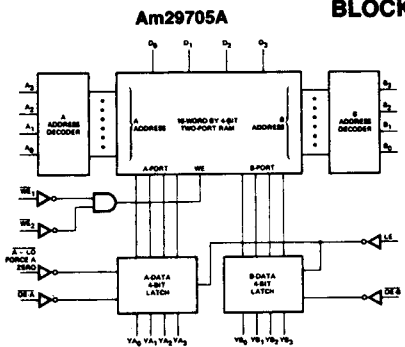 Am29705A
BLOCK
D₀ D₁ D₂ D₃
A₃
A₂
A₁
A₀
A
ADDRESS
DECODER
A
ADDRESS
16-WORD BY 4-BIT
TWO-PORT RAM
B
ADDRESS
B
ADDRESS
DECODER
B₃
B₂
B₁
B₀
A-PORT WE B-PORT
WE₁
WE₂
A - LO
FORCE A
ZERO
OE-A
A-DATA
4-BIT
LATCH
B-DATA
4-BIT
LATCH
LE
OE-B
YA₀ YA₁ YA₂ YA₃ YB₀ YB₁ YB₂ YB₃